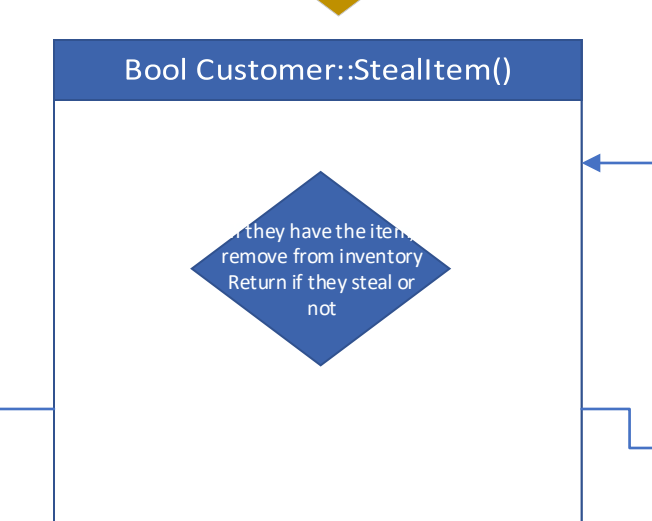 Bool Customer::StealItem()
they have the item,
remove from inventory
Return if they steal or
not